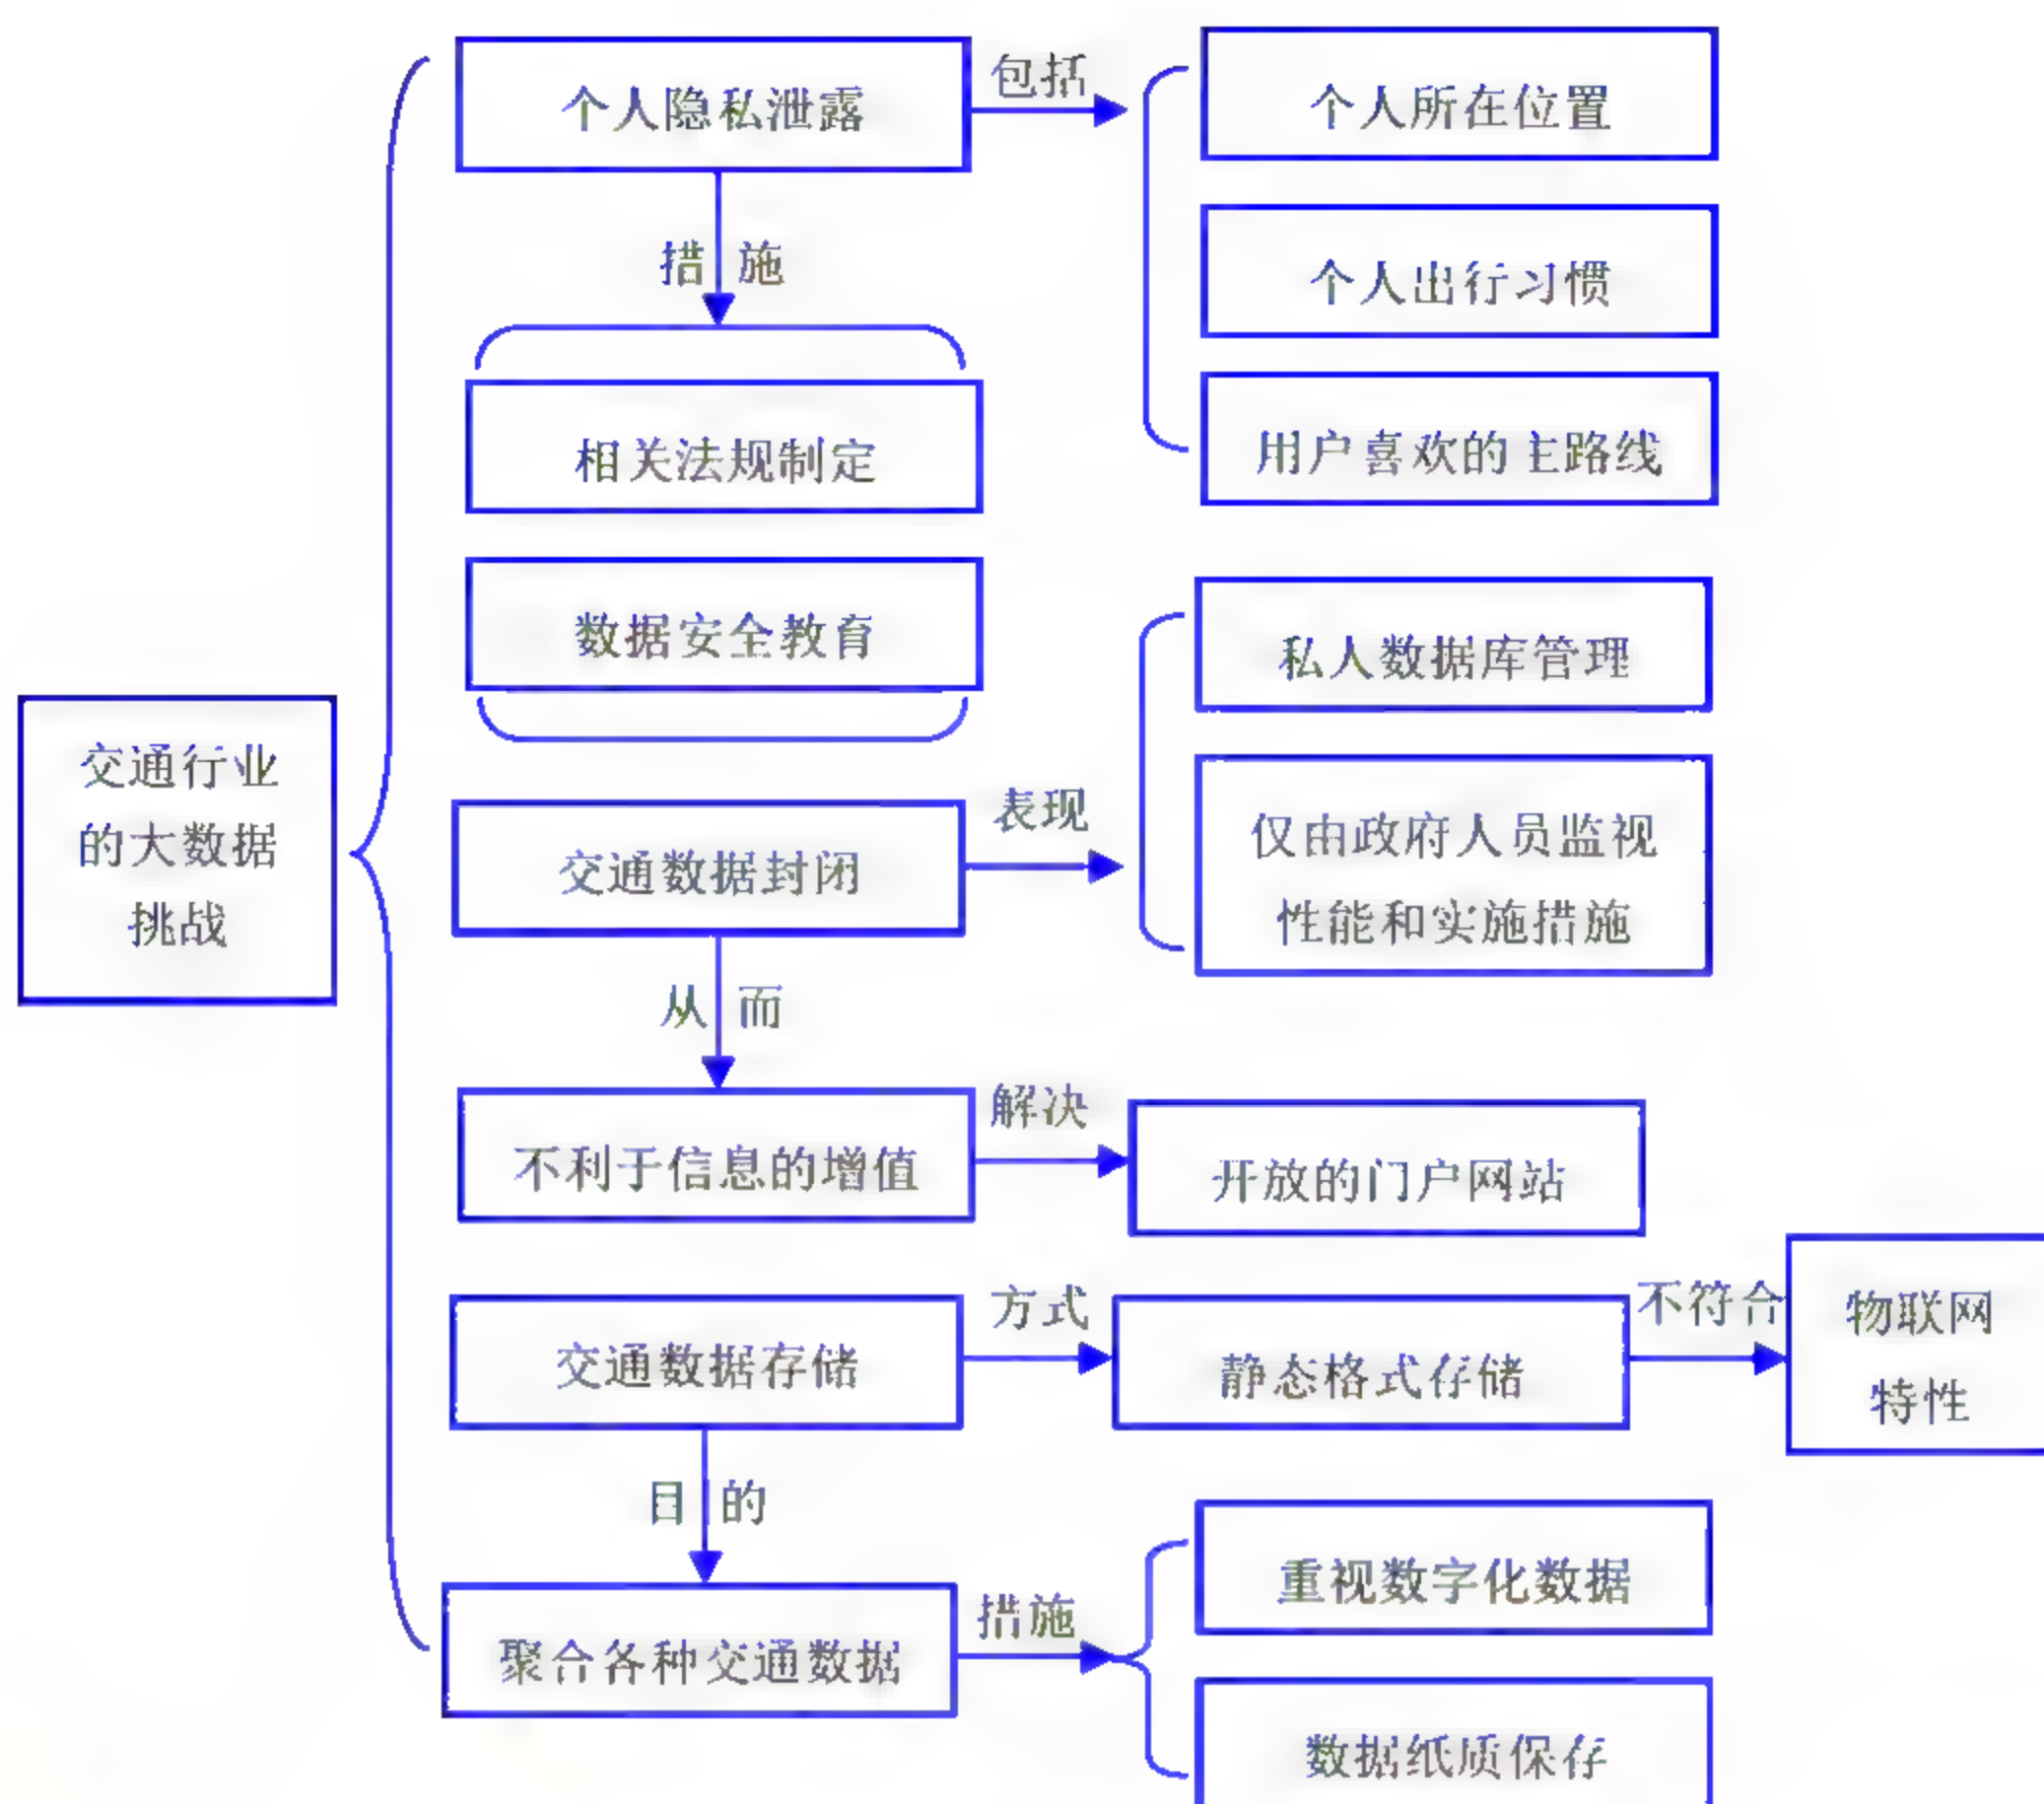 个人隐私泄露
包括
个人所在位置
个人出行习惯
用户喜欢的主路线
措施
相关法规制定
数据安全教育
交通行业
的大数据
挑战
交通数据封闭
表现
私人数据库管理
仅由政府人员监视
性能和实施措施
从而
不利于信息的增值
解决
开放的门户网站
交通数据存储
方式
静态格式存储
不符合
物联网
特性
目的
聚合各种交通数据
措施
重视数字化数据
数据纸质保存